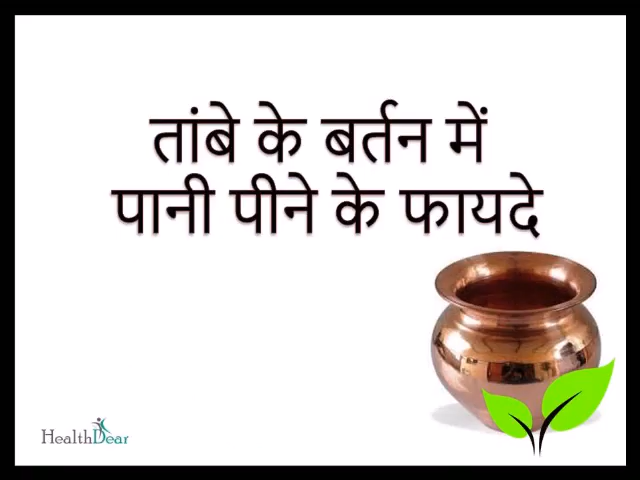 तांबे के बर्तन में
पानी पीने के फायदे
HealthDear